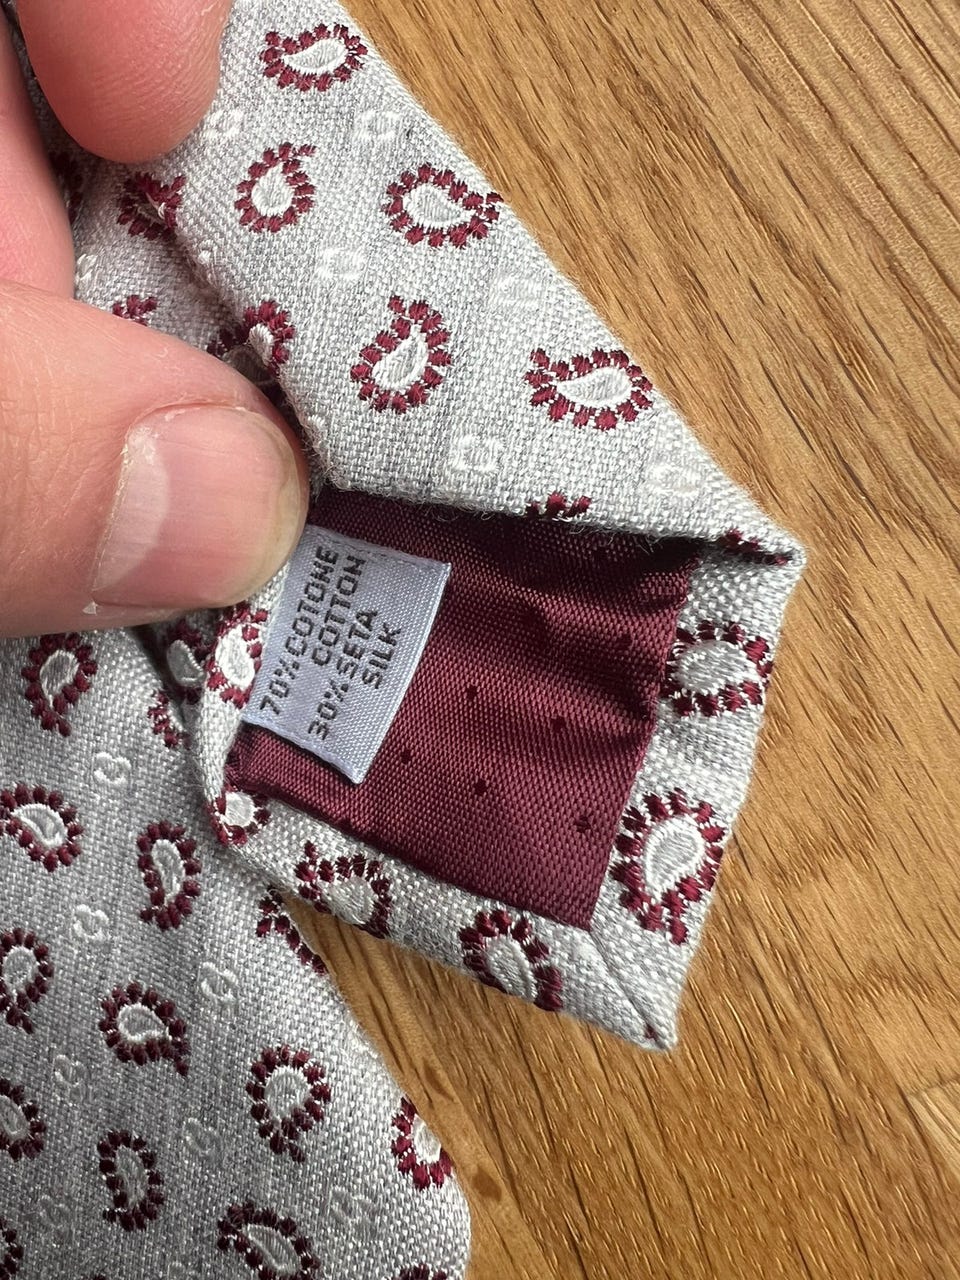 70% COTONE
COTTON
30% SETA
SILK